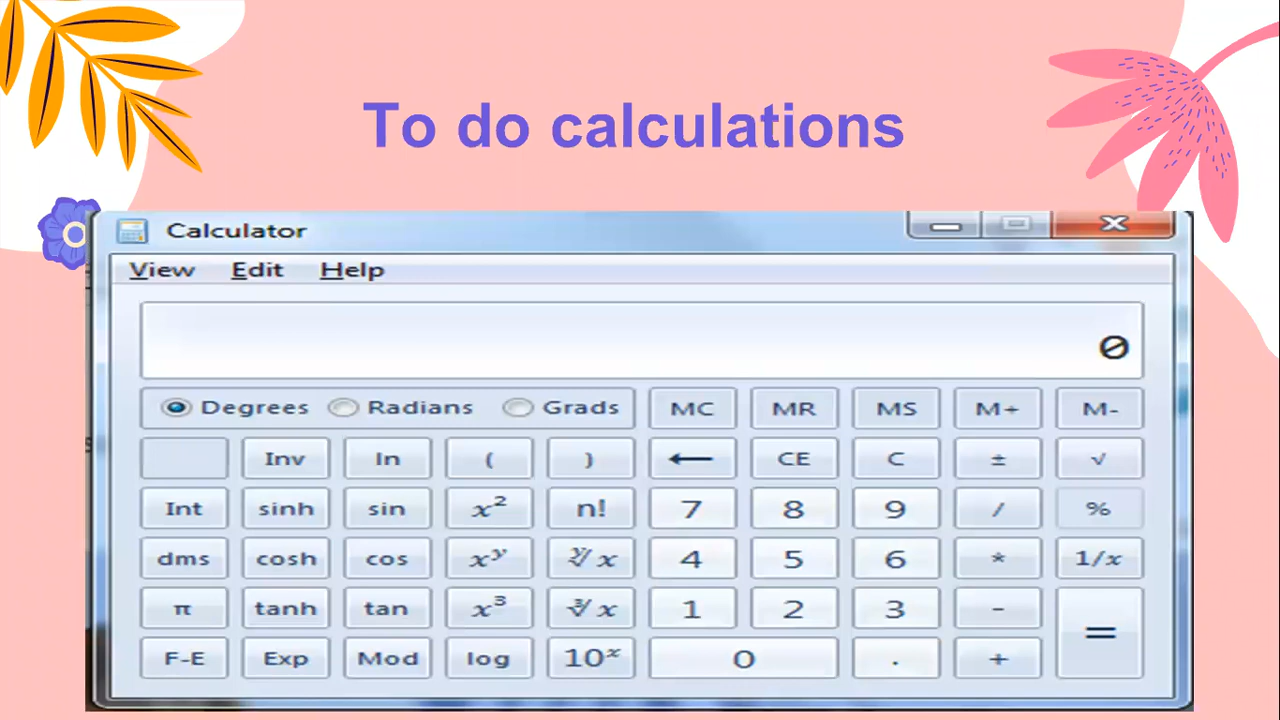 To do calculations
Calculator
View Edit Help
0
Degrees Radians Grads MC MR MS M+ M-
Inv ln ( ) ← CE C ± √
Int sinh sin x² n! 7 8 9 / %
dms cosh cos xʸ ʸ√x 4 5 6 * 1/x
π tanh tan x³ ³√x 1 2 3 - =
F-E Exp Mod log 10ˣ 0 . +